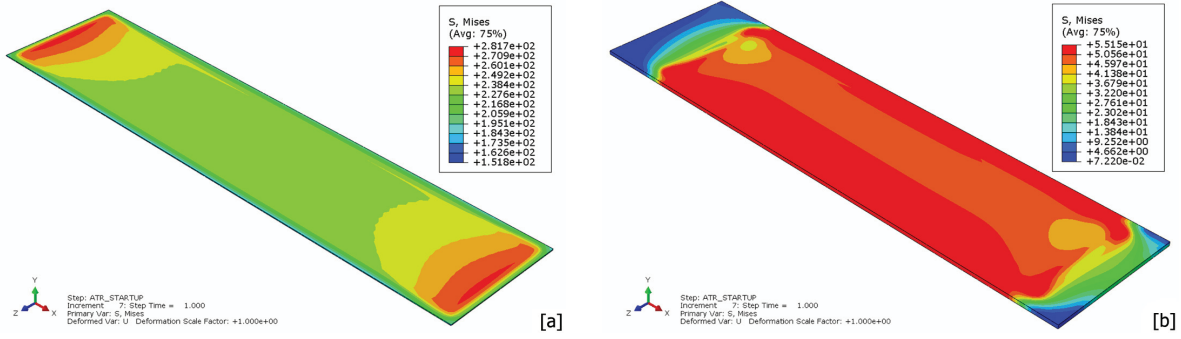 S, Mises
(Avg: 75%)
+2.817e+02
+2.709e+02
+2.601e+02
+2.492e+02
+2.384e+02
+2.276e+02
+2.168e+02
+2.059e+02
+1.951e+02
+1.843e+02
+1.735e+02
+1.626e+02
+1.518e+02
Y
Z
X
Step: ATR_STARTUP
Increment 7: Step Time = 1.000
Primary Var: S, Mises
Deformed Var: U Deformation Scale Factor: +1.000e+00
[a]
S, Mises
(Avg: 75%)
+5.515e+01
+5.056e+01
+4.597e+01
+4.138e+01
+3.679e+01
+3.220e+01
+2.761e+01
+2.302e+01
+1.843e+01
+1.384e+01
+9.252e+00
+4.662e+00
+7.220e-02
Y
Z
X
Step: ATR_STARTUP
Increment 7: Step Time = 1.000
Primary Var: S, Mises
Deformed Var: U Deformation Scale Factor: +1.000e+00
[b]